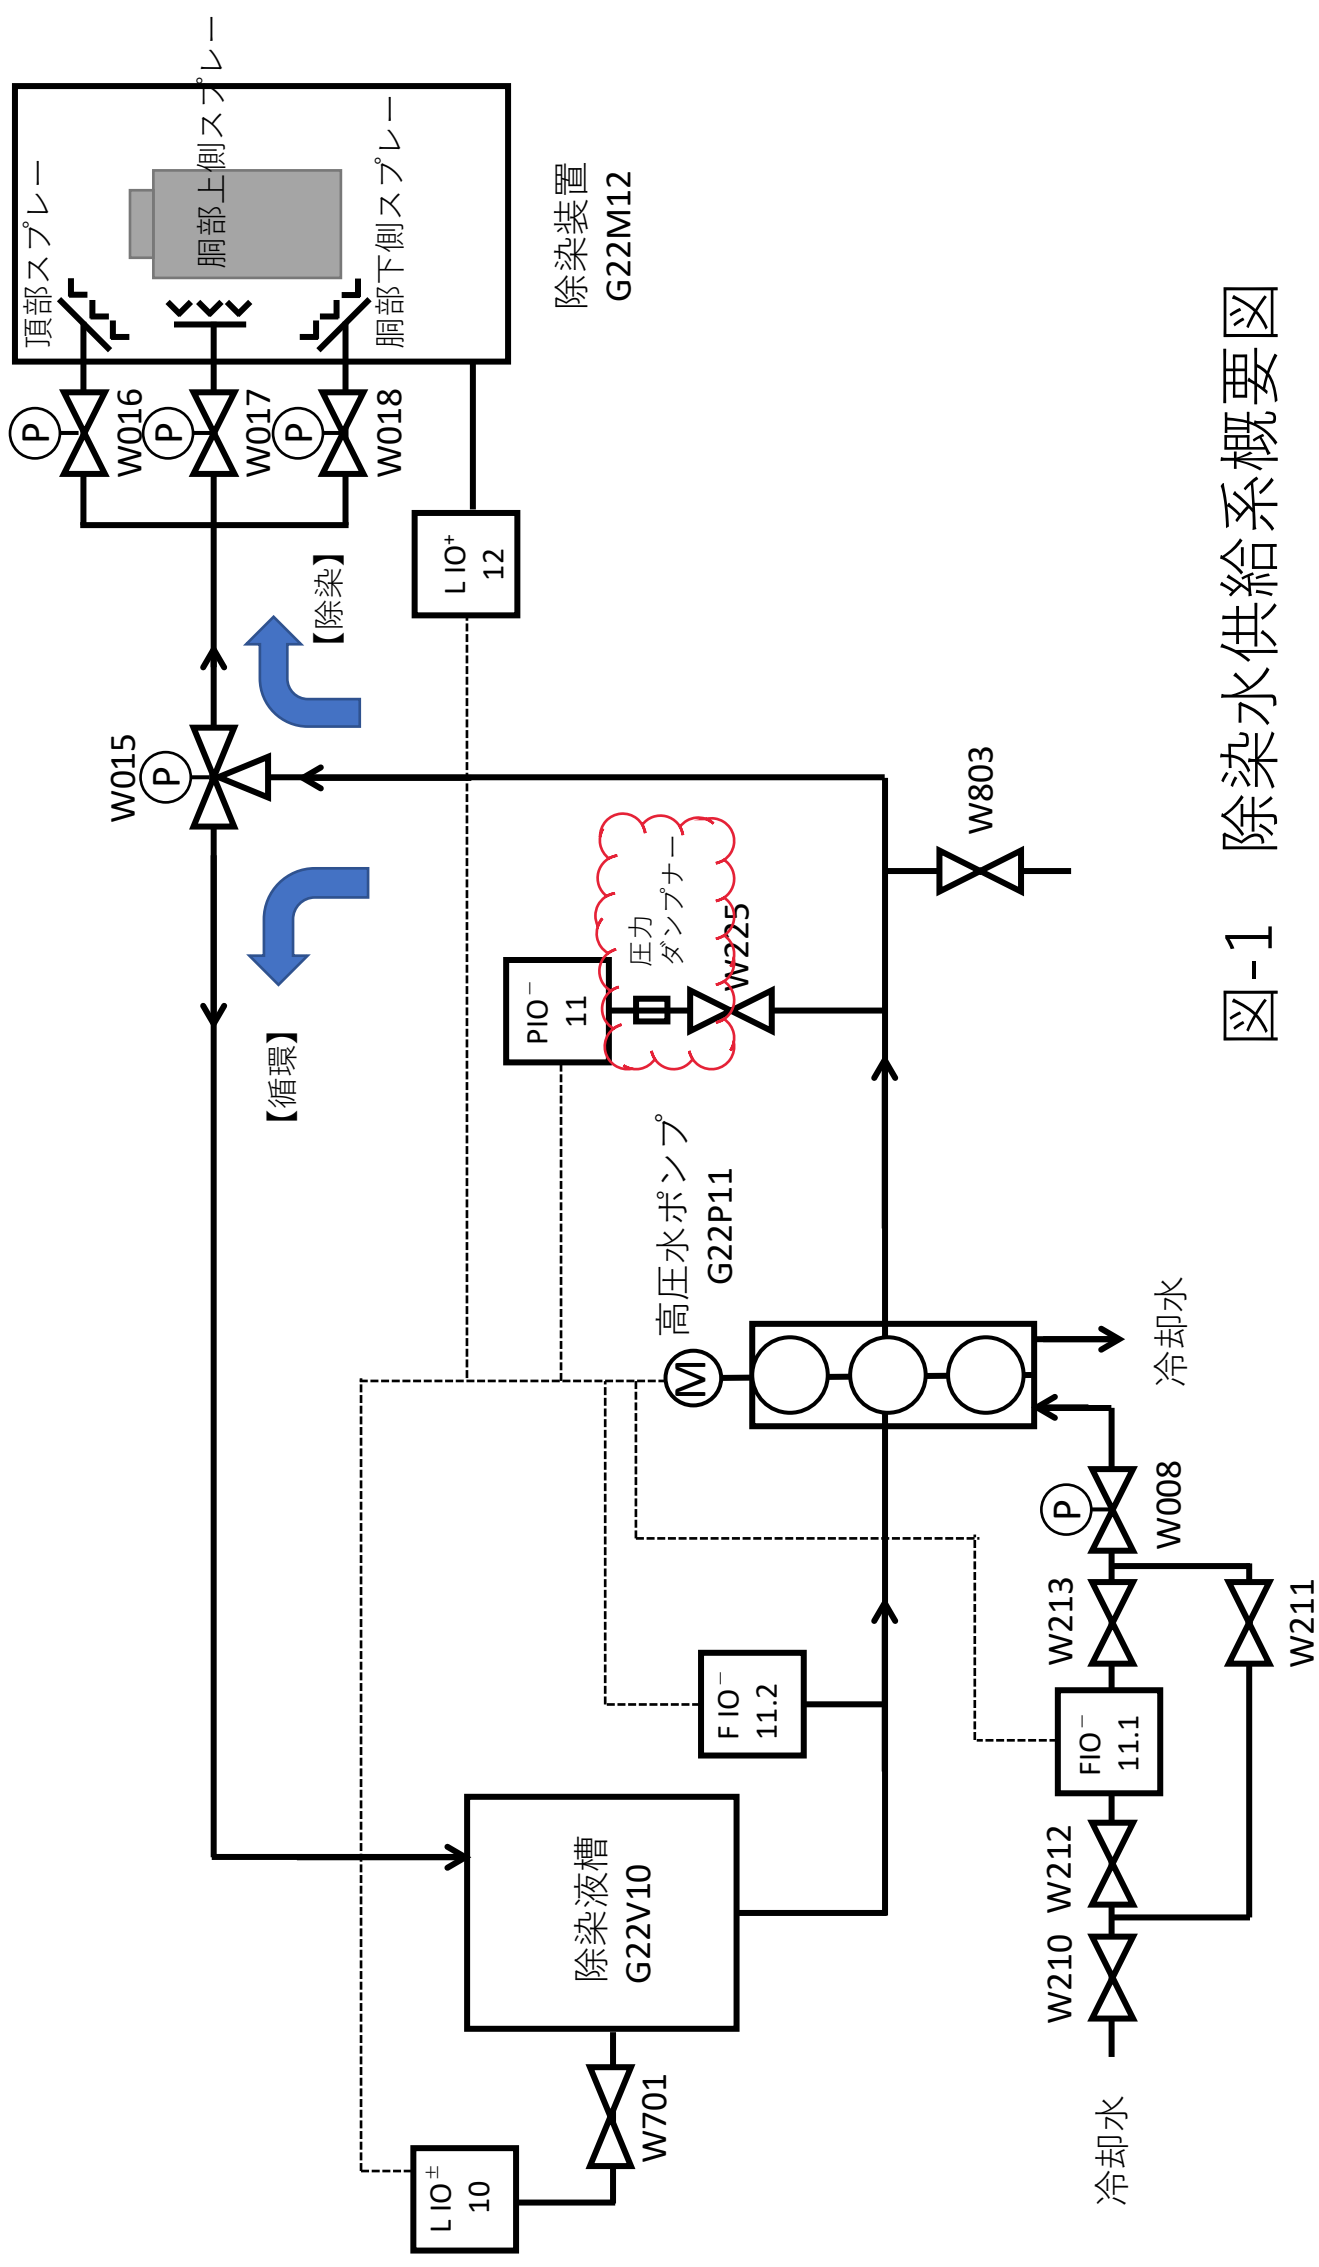 頂部スプレー
胴部上側スプレー
胴部下側スプレー
除染装置
G22M12
P
W016
P
W017
P
W018
L IO⁺
12
【除染】
W015
P
【循環】
PIO⁻
11
圧力
ダンプナー
W225
W803
高圧水ポンプ
G22P11
M
冷却水
P
W008
W213
W211
F IO⁻
11.2
FIO⁻
11.1
W212
W210
冷却水
除染液槽
G22V10
W701
L IO±
10
図-1 除染水供給系概要図